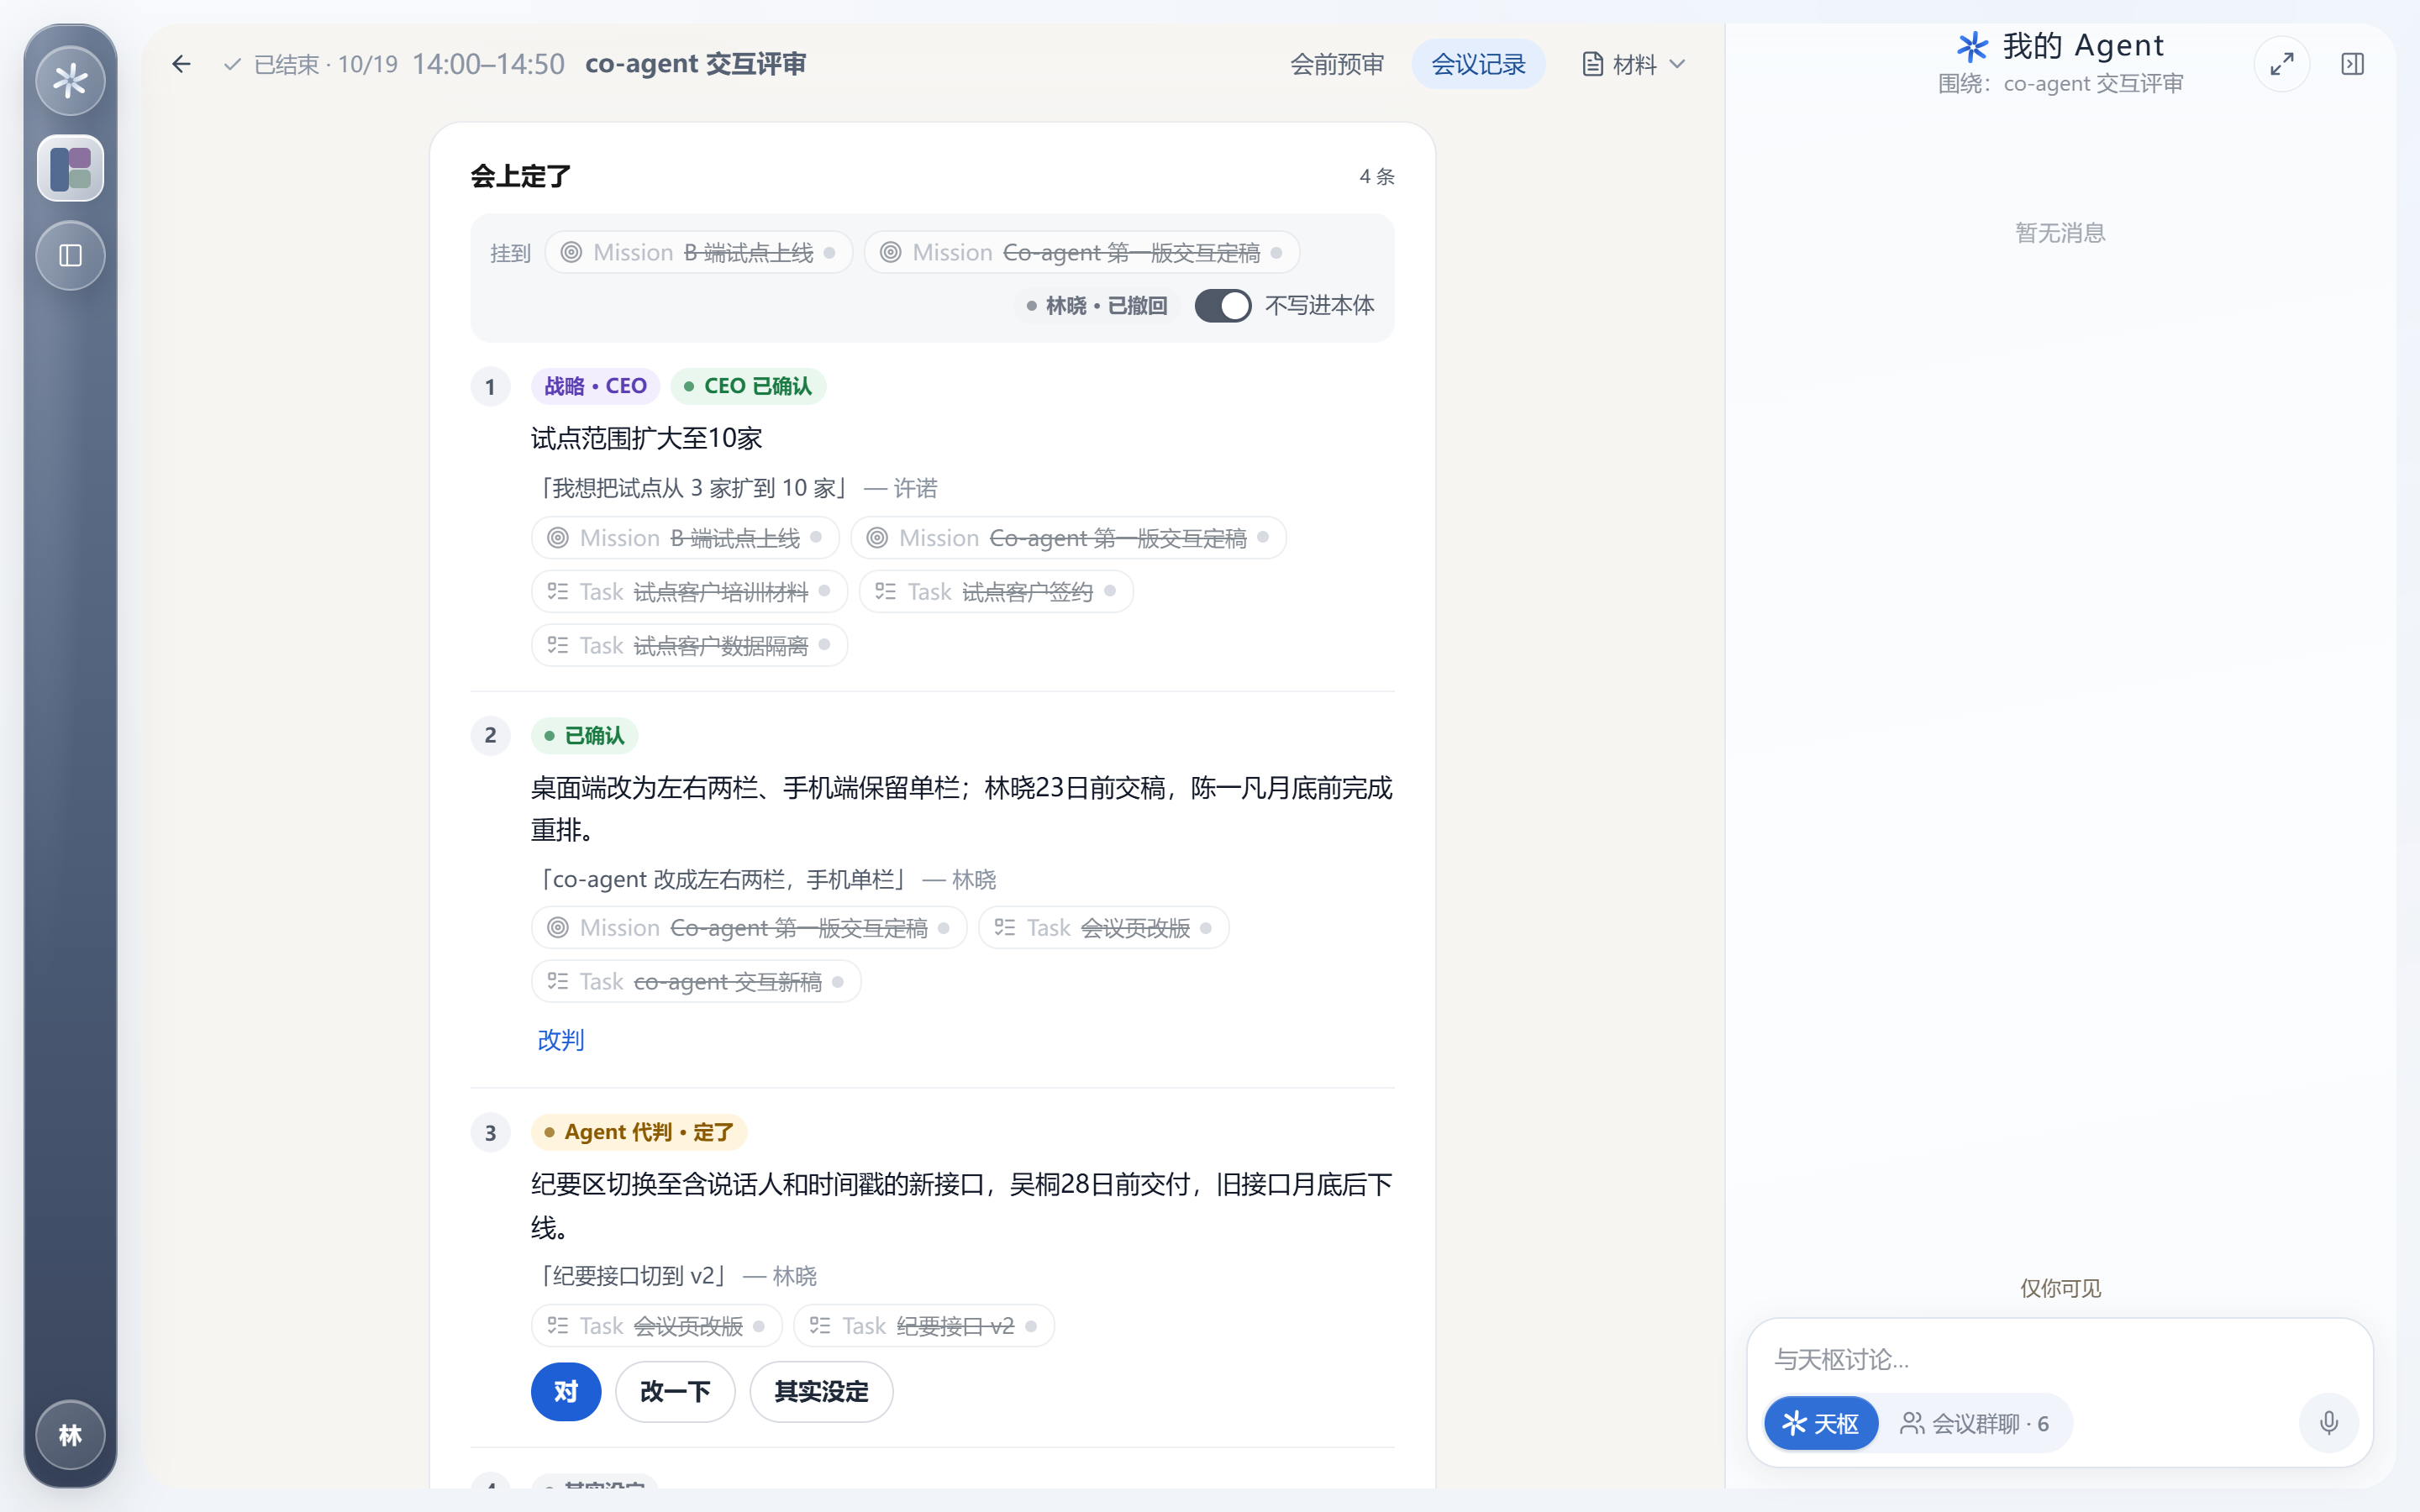 已结束 · 10/19 14:00–14:50 co-agent 交互评审
会前预审 会议记录 材料
会上定了 4 条
挂到 Mission B 端试点上线 Mission Co-agent 第一版交互定稿
林晓 • 已撤回 不写进本体
1 战略 • CEO CEO 已确认
试点范围扩大至10家
「我想把试点从 3 家扩到 10 家」 — 许诺
Mission B 端试点上线 Mission Co-agent 第一版交互定稿
Task 试点客户培训材料 Task 试点客户签约
Task 试点客户数据隔离
2 已确认
桌面端改为左右两栏、手机端保留单栏；林晓23日前交稿，陈一凡月底前完成
重排。
「co-agent 改成左右两栏，手机单栏」 — 林晓
Mission Co-agent 第一版交互定稿 Task 会议页改版
Task co-agent 交互新稿
改判
3 Agent 代判 • 定了
纪要区切换至含说话人和时间戳的新接口，吴桐28日前交付，旧接口月底后下
线。
「纪要接口切到 v2」 — 林晓
Task 会议页改版 Task 纪要接口 v2
对 改一下 其实没定
4 其实没定
林
我的 Agent
围绕：co-agent 交互评审
暂无消息
仅你可见
与天枢讨论...
天枢 会议群聊 · 6